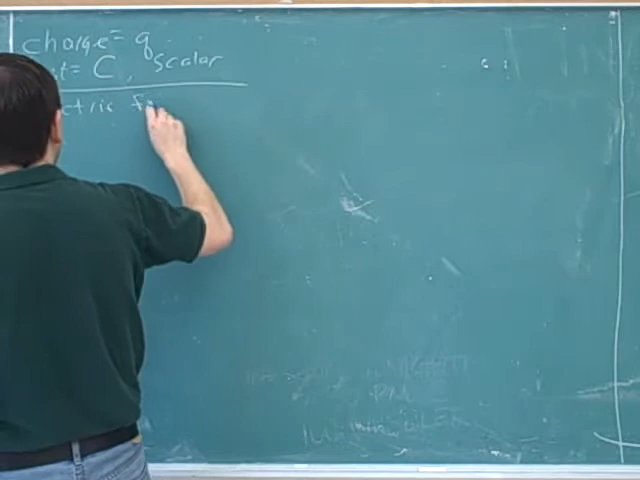 charge = q
t = C, scalar
ctric f